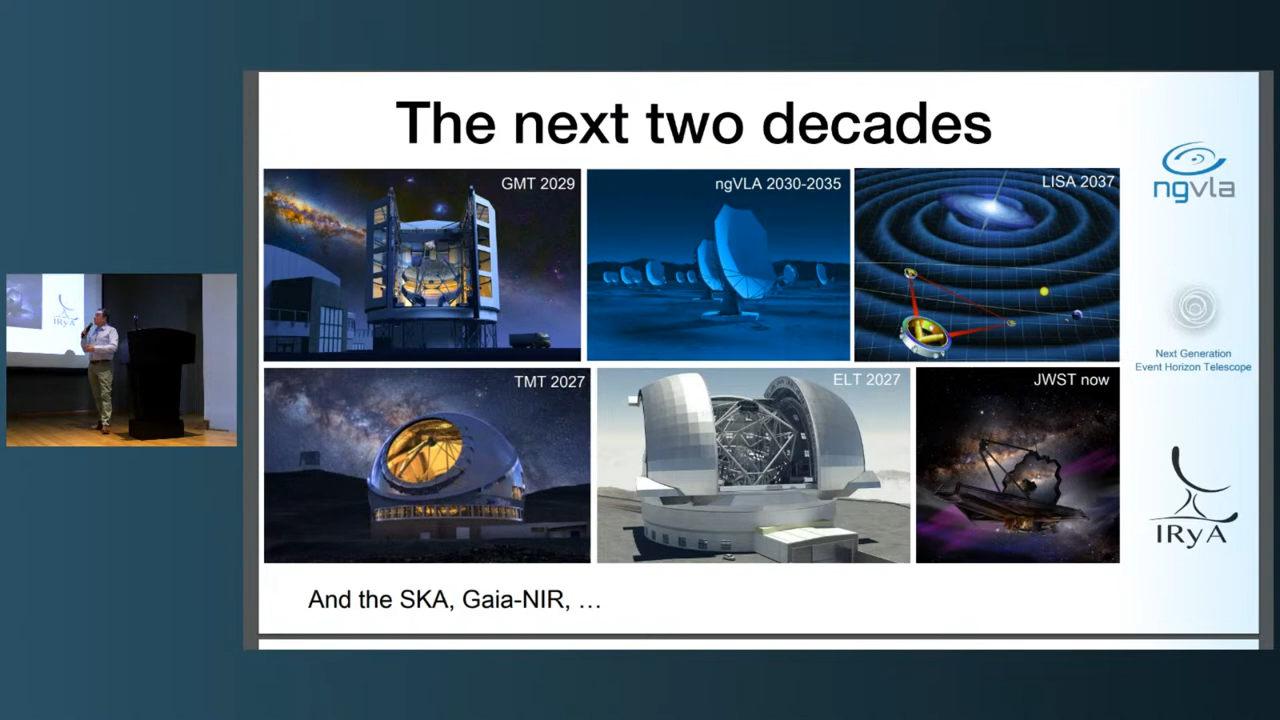 The next two decades
GMT 2029
ngVLA 2030-2035
LISA 2037
TMT 2027
ELT 2027
JWST now
And the SKA, Gaia-NIR, …
ngvla
Next Generation
Event Horizon Telescope
IRyA
IRyA